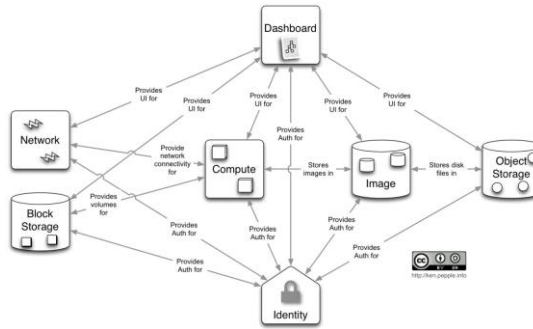 Dashboard
Provides
UI for
Provides
UI for
Provides
UI for
Provides
UI for
Provides
UI for
Provides
Auth for
Network
Provide
network
connectivity
for
Compute
Stores
images in
Image
Stores disk
files in
Object
Storage
Block
Storage
Provides
volumes
for
Provides
Auth for
Provides
Auth for
Provides
Auth for
Provides
Auth for
Provides
Auth for
Identity
cc
BY
http://ken.pepple.info